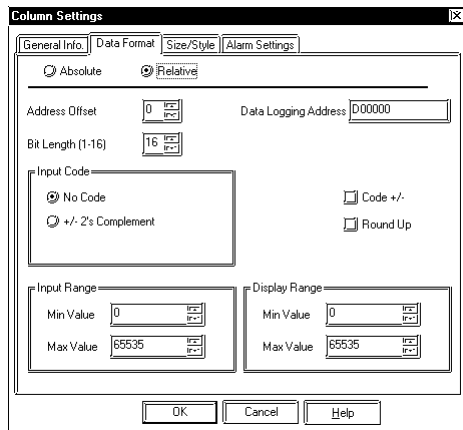 Column Settings
General Info. Data Format Size/Style Alarm Settings
Absolute Relative
Address Offset 0 Data Logging Address D00000
Bit Length (1-16) 16
Input Code
No Code Code +/-
+/- 2's Complement Round Up
Input Range Display Range
Min Value 0 Min Value 0
Max Value 65535 Max Value 65535
OK Cancel Help